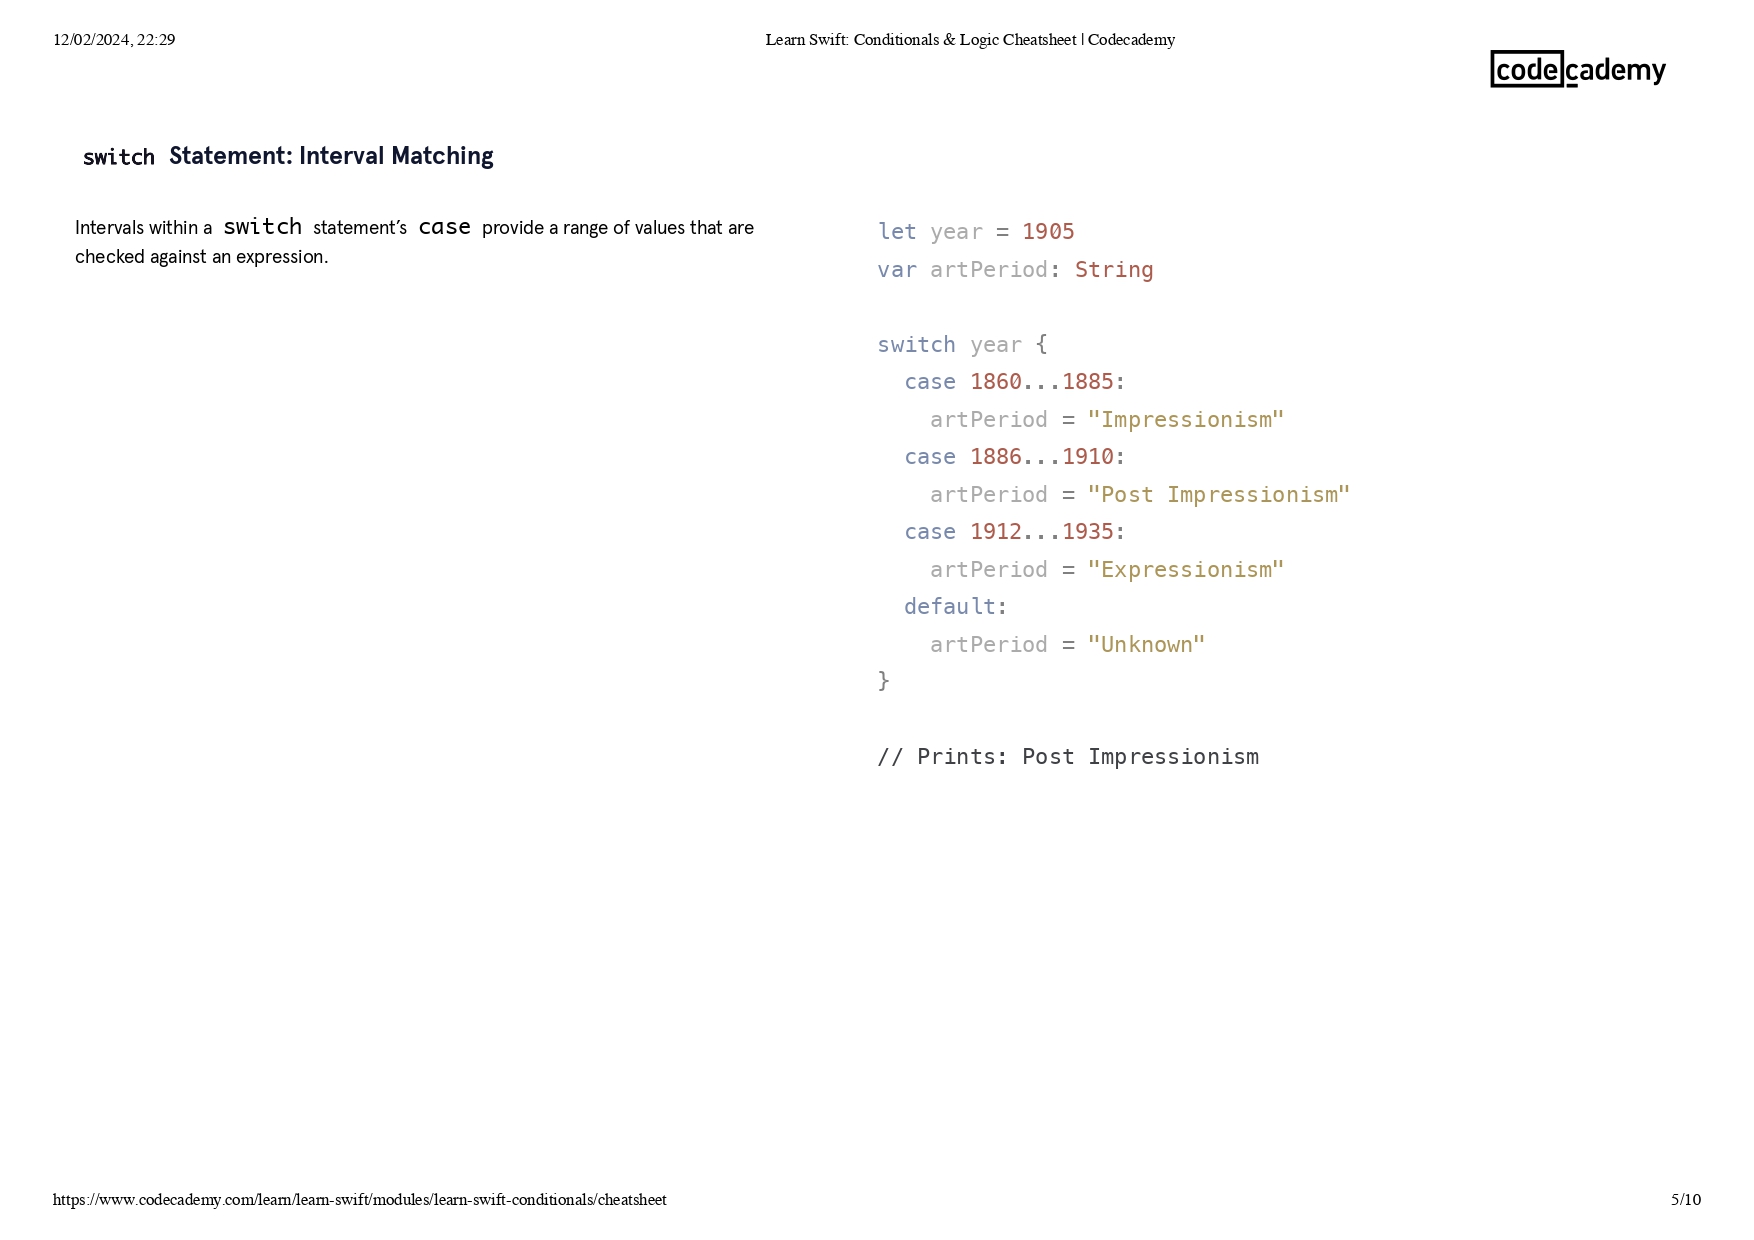 12/02/2024, 22:29
Learn Swift: Conditionals & Logic Cheatsheet | Codecademy
codecademy
switch Statement: Interval Matching
Intervals within a switch statement’s case provide a range of values that are
checked against an expression.
let year = 1905
var artPeriod: String
switch year {
  case 1860...1885:
    artPeriod = "Impressionism"
  case 1886...1910:
    artPeriod = "Post Impressionism"
  case 1912...1935:
    artPeriod = "Expressionism"
  default:
    artPeriod = "Unknown"
}
// Prints: Post Impressionism
https://www.codecademy.com/learn/learn-swift/modules/learn-swift-conditionals/cheatsheet
5/10